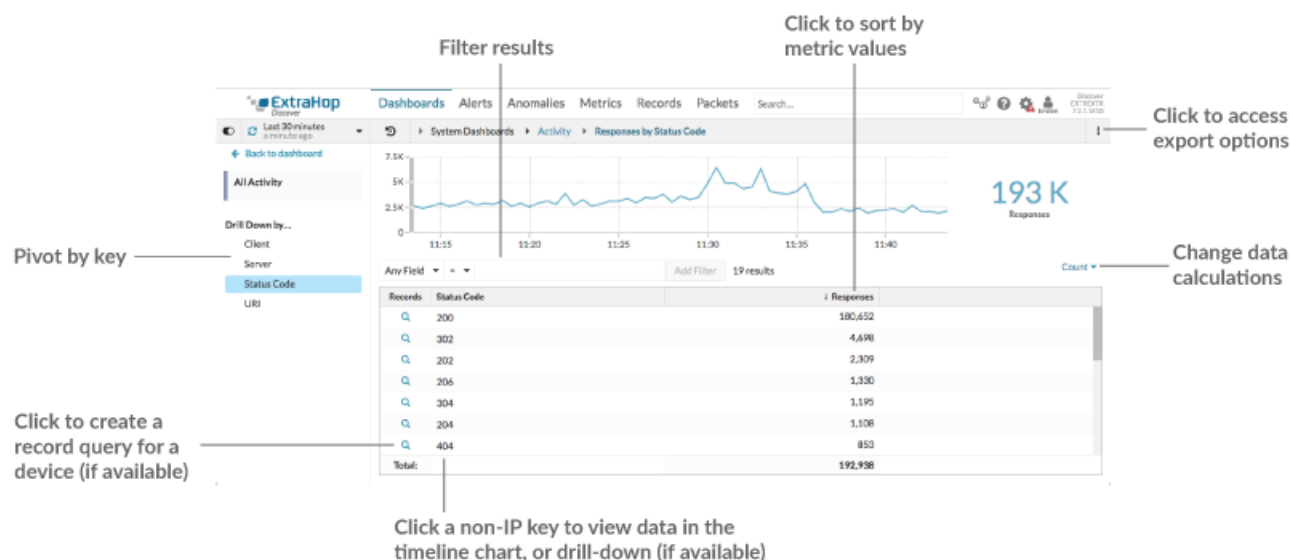 Click to sort by
metric values
Filter results
ExtraHop
Discover
Dashboards Alerts Anomalies Metrics Records Packets Search...
Discover
Last 30 minutes
a minute ago
System Dashboards Activity Responses by Status Code
Click to access
export options
Back to dashboard
All Activity
7.5K
5K
2.5K
0
11:15 11:20 11:25 11:30 11:35 11:40
193 K
Responses
Drill Down by...
Client
Server
Status Code
URI
Pivot by key
Any Field = Add Filter 19 results
Count
Change data
calculations
Records Status Code ↓ Responses
200 180,652
302 4,698
202 2,309
206 1,330
304 1,195
204 1,108
404 853
Total: 192,938
Click to create a
record query for a
device (if available)
Click a non-IP key to view data in the
timeline chart, or drill-down (if available)